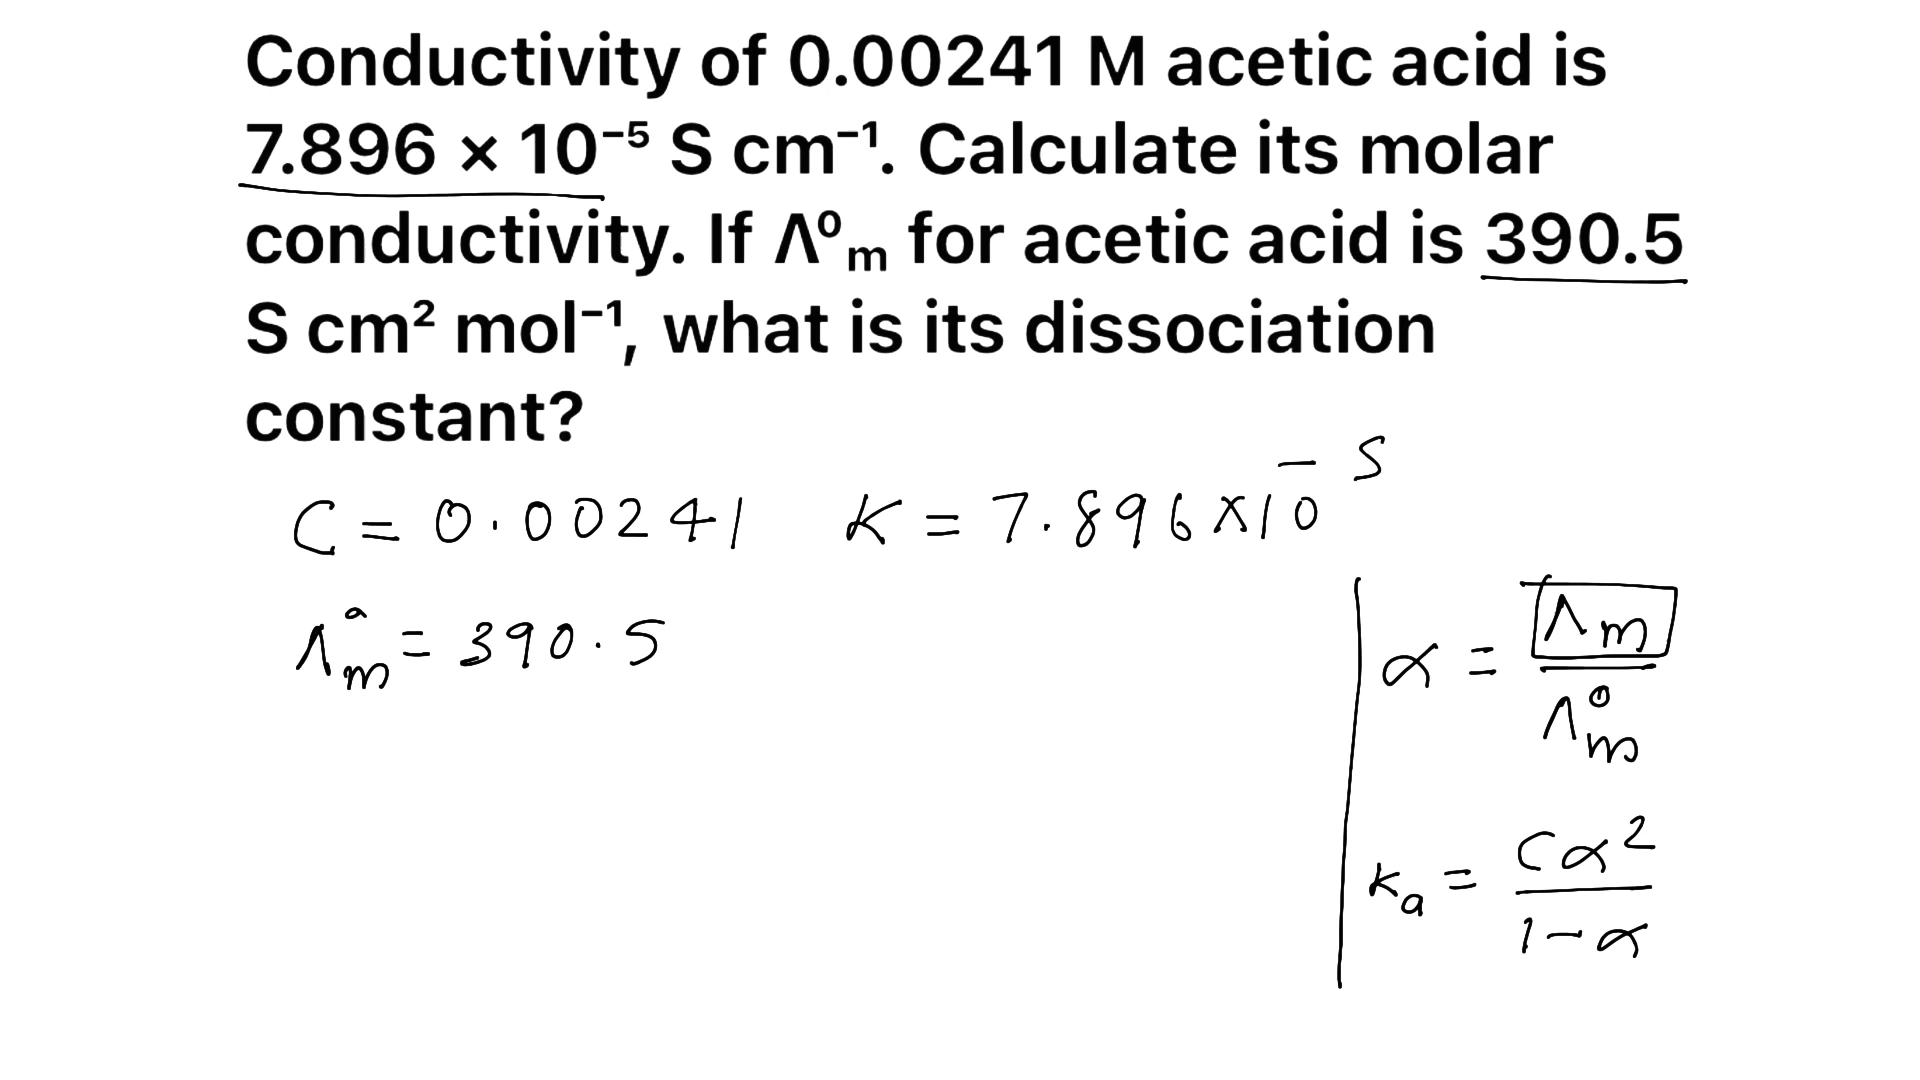 Conductivity of 0.00241 M acetic acid is
7.896 × 10⁻⁵ S cm⁻¹. Calculate its molar
conductivity. If Λ⁰ₘ for acetic acid is 390.5
S cm² mol⁻¹, what is its dissociation
constant?
C = 0.00241 K = 7.896×10⁻⁵
Λ°ₘ = 390.5
α = Λₘ / Λ°ₘ
Kₐ = Cα² / 1-α